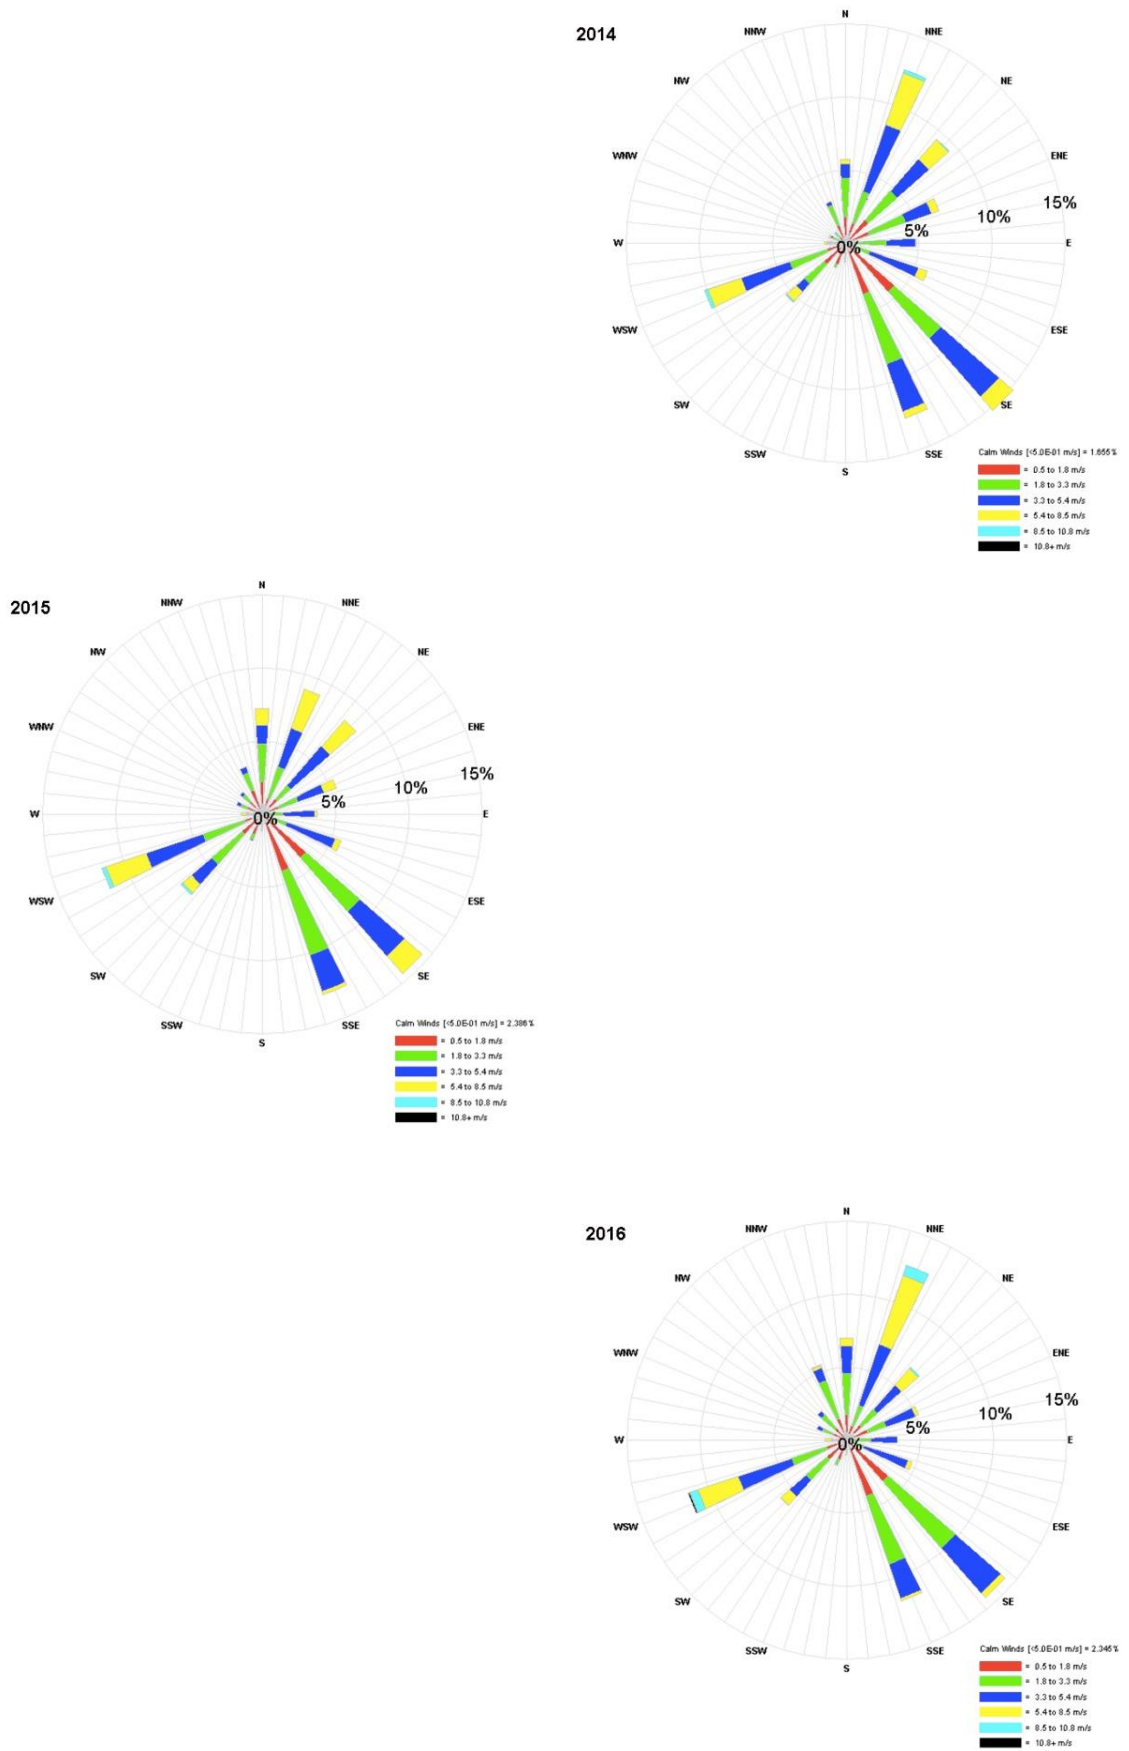 2014
N
NNW
NNE
NW
NE
WNW
ENE
15%
10%
5%
W
0%
E
WSW
ESE
SW
SE
SSW
SSE
S
Calm Winds [<5.0E-01 m/s] = 1.655%
= 0.5 to 1.8 m/s
= 1.8 to 3.3 m/s
= 3.3 to 5.4 m/s
= 5.4 to 8.5 m/s
= 8.5 to 10.8 m/s
= 10.8+ m/s
2015
N
NNW
NNE
NW
NE
WNW
ENE
15%
10%
5%
W
0%
E
WSW
ESE
SW
SE
SSW
SSE
S
Calm Winds [<5.0E-01 m/s] = 2.386%
= 0.5 to 1.8 m/s
= 1.8 to 3.3 m/s
= 3.3 to 5.4 m/s
= 5.4 to 8.5 m/s
= 8.5 to 10.8 m/s
= 10.8+ m/s
2016
N
NNW
NNE
NW
NE
WNW
ENE
15%
10%
5%
W
0%
E
WSW
ESE
SW
SE
SSW
SSE
S
Calm Winds [<5.0E-01 m/s] = 2.345%
= 0.5 to 1.8 m/s
= 1.8 to 3.3 m/s
= 3.3 to 5.4 m/s
= 5.4 to 8.5 m/s
= 8.5 to 10.8 m/s
= 10.8+ m/s